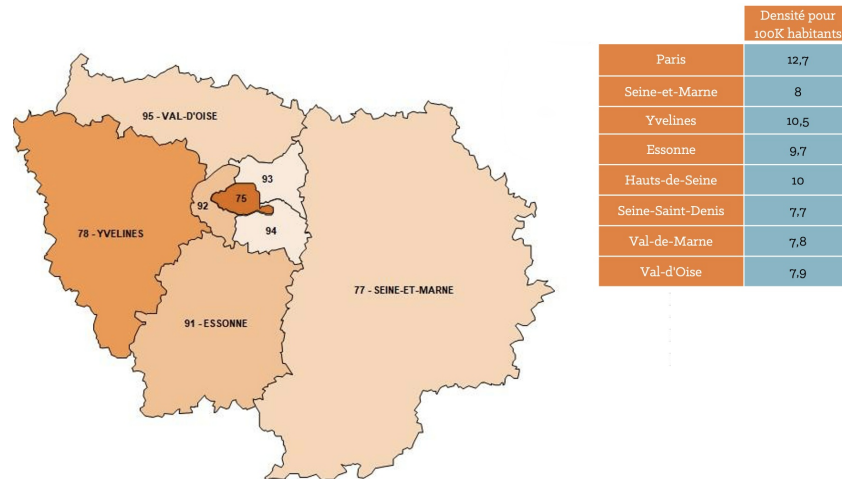 Densité pour
100K habitants
Paris 12,7
Seine-et-Marne 8
Yvelines 10,5
Essonne 9,7
Hauts-de-Seine 10
Seine-Saint-Denis 7,7
Val-de-Marne 7,8
Val-d'Oise 7,9
95 - VAL-D'OISE
93
75
92
94
78 - YVELINES
77 - SEINE-ET-MARNE
91 - ESSONNE